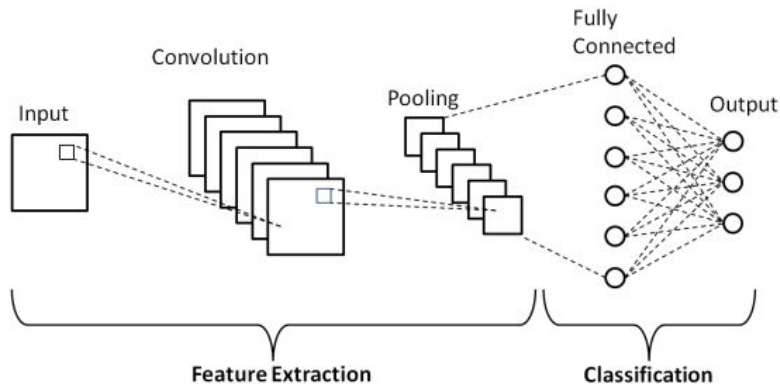 Input
Convolution
Pooling
Fully
Connected
Output
Feature Extraction
Classification